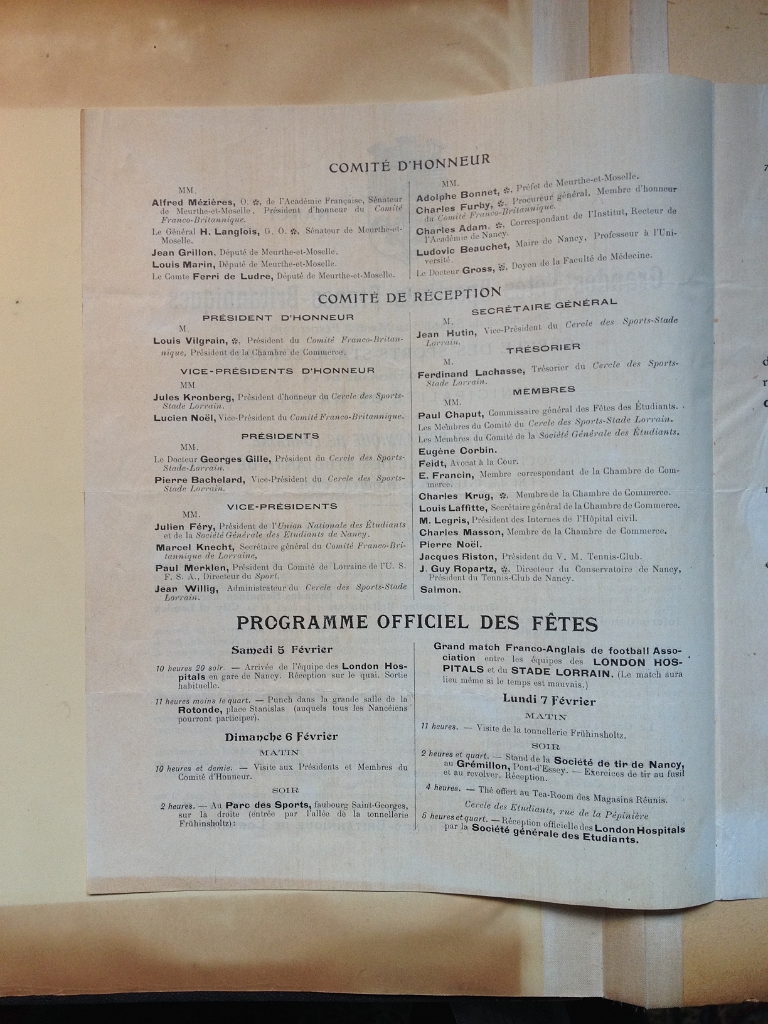 COMITÉ D'HONNEUR
MM.
Alfred Mézières, O. ✡, de l'Académie Française, Sénateur
de Meurthe-et-Moselle. Président d'honneur du Comité
Franco-Britannique.
Le Général H. Langlois, G. O. ✡, Sénateur de Meurthe-et-
Moselle.
Jean Grillon, Député de Meurthe-et-Moselle.
Louis Marin, Député de Meurthe-et-Moselle.
Le Comte Ferri de Ludre, Député de Meurthe-et-Moselle.
MM.
Adolphe Bonnet, ✡, Préfet de Meurthe-et-Moselle.
Charles Furby, ✡, Procureur général. Membre d'honneur
du Comité Franco-Britannique.
Charles Adam, ✡, Correspondant de l'Institut, Recteur de
l'Académie de Nancy.
Ludovic Beauchet, Maire de Nancy, Professeur à l'Uni-
versité.
Le Docteur Gross, ✡, Doyen de la Faculté de Médecine.
COMITÉ DE RÉCEPTION
PRÉSIDENT D'HONNEUR
M.
Louis Vilgrain, ✡, Président du Comité Franco-Britan-
nique, Président de la Chambre de Commerce.
VICE-PRÉSIDENTS D'HONNEUR
MM
Jules Kronberg, Président d'honneur du Cercle des Sports-
Stade Lorrain.
Lucien Noël, Vice-Président du Comité Franco-Britannique.
PRÉSIDENTS
MM.
Le Docteur Georges Gille, Président du Cercle des Sports-
Stade-Lorrain.
Pierre Bachelard, Vice-Président du Cercle des Sports-
Stade Lorrain.
VICE-PRÉSIDENTS
MM.
Julien Féry, Président de l'Union Nationale des Étudiants
et de la Société Générale des Étudiants de Nancy.
Marcel Knecht, Secrétaire général du Comité Franco-Bri-
tannique de Lorraine.
Paul Merklen, Président du Comité de Lorraine de l'U. S.
F. S. A., Directeur du Sport.
Jean Willig, Administrateur du Cercle des Sports-Stade
Lorrain.
SECRÉTAIRE GÉNÉRAL
M.
Jean Hutin, Vice-Président du Cercle des Sports-Stade
Lorrain.
TRÉSORIER
M.
Ferdinand Lachasse, Trésorier du Cercle des Sports-
Stade Lorrain.
MEMBRES
MM.
Paul Chaput, Commissaire général des Fêtes des Étudiants.
Les Membres du Comité du Cercle des Sports-Stade Lorrain.
Les Membres du Comité de la Société Générale des Étudiants.
Eugène Corbin.
Feidt, Avocat à la Cour.
E. Francin, Membre correspondant de la Chambre de Com-
merce.
Charles Krug, ✡, Membre de la Chambre de Commerce.
Louis Laffitte, Secrétaire général de la Chambre de Commerce.
M. Legris, Président des Internes de l'Hôpital civil.
Charles Masson, Membre de la Chambre de Commerce.
Pierre Noël.
Jacques Riston, Président du V. M. Tennis-Club.
J. Guy Ropartz, ✡, Directeur du Conservatoire de Nancy,
Président du Tennis-Club de Nancy.
Salmon.
PROGRAMME OFFICIEL DES FÊTES
Samedi 5 Février
10 heures 20 soir. — Arrivée de l'équipe des London Hos-
pitals en gare de Nancy. Réception sur le quai. Sortie
habituelle.
11 heures moins le quart. — Punch dans la grande salle de la
Rotonde, place Stanislas (auquels tous les Nancéiens
pourront participer).
Dimanche 6 Février
MATIN
10 heures et demie. — Visite aux Présidents et Membres du
Comité d'Honneur.
SOIR
2 heures. — Au Parc des Sports, faubourg Saint-Georges,
sur la droite (entrée par l'allée de la tonnellerie
Frühinsholtz):
Grand match Franco-Anglais de football Asso-
ciation entre les équipes des LONDON HOS-
PITALS et du STADE LORRAIN. (Le match aura
lieu même si le temps est mauvais.)
Lundi 7 Février
MATIN
11 heures. — Visite de la tonnellerie Frühinsholtz.
SOIR
2 heures et quart. — Stand de la Société de tir de Nancy,
au Grémillon, Pont-d'Essey. — Exercices de tir au fusil
et au revolver. Réception.
4 heures. — Thé offert au Tea-Room des Magasins Réunis.
Cercle des Etudiants, rue de la Pépinière
5 heures et quart. — Réception officielle des London Hospitals
par la Société générale des Etudiants.